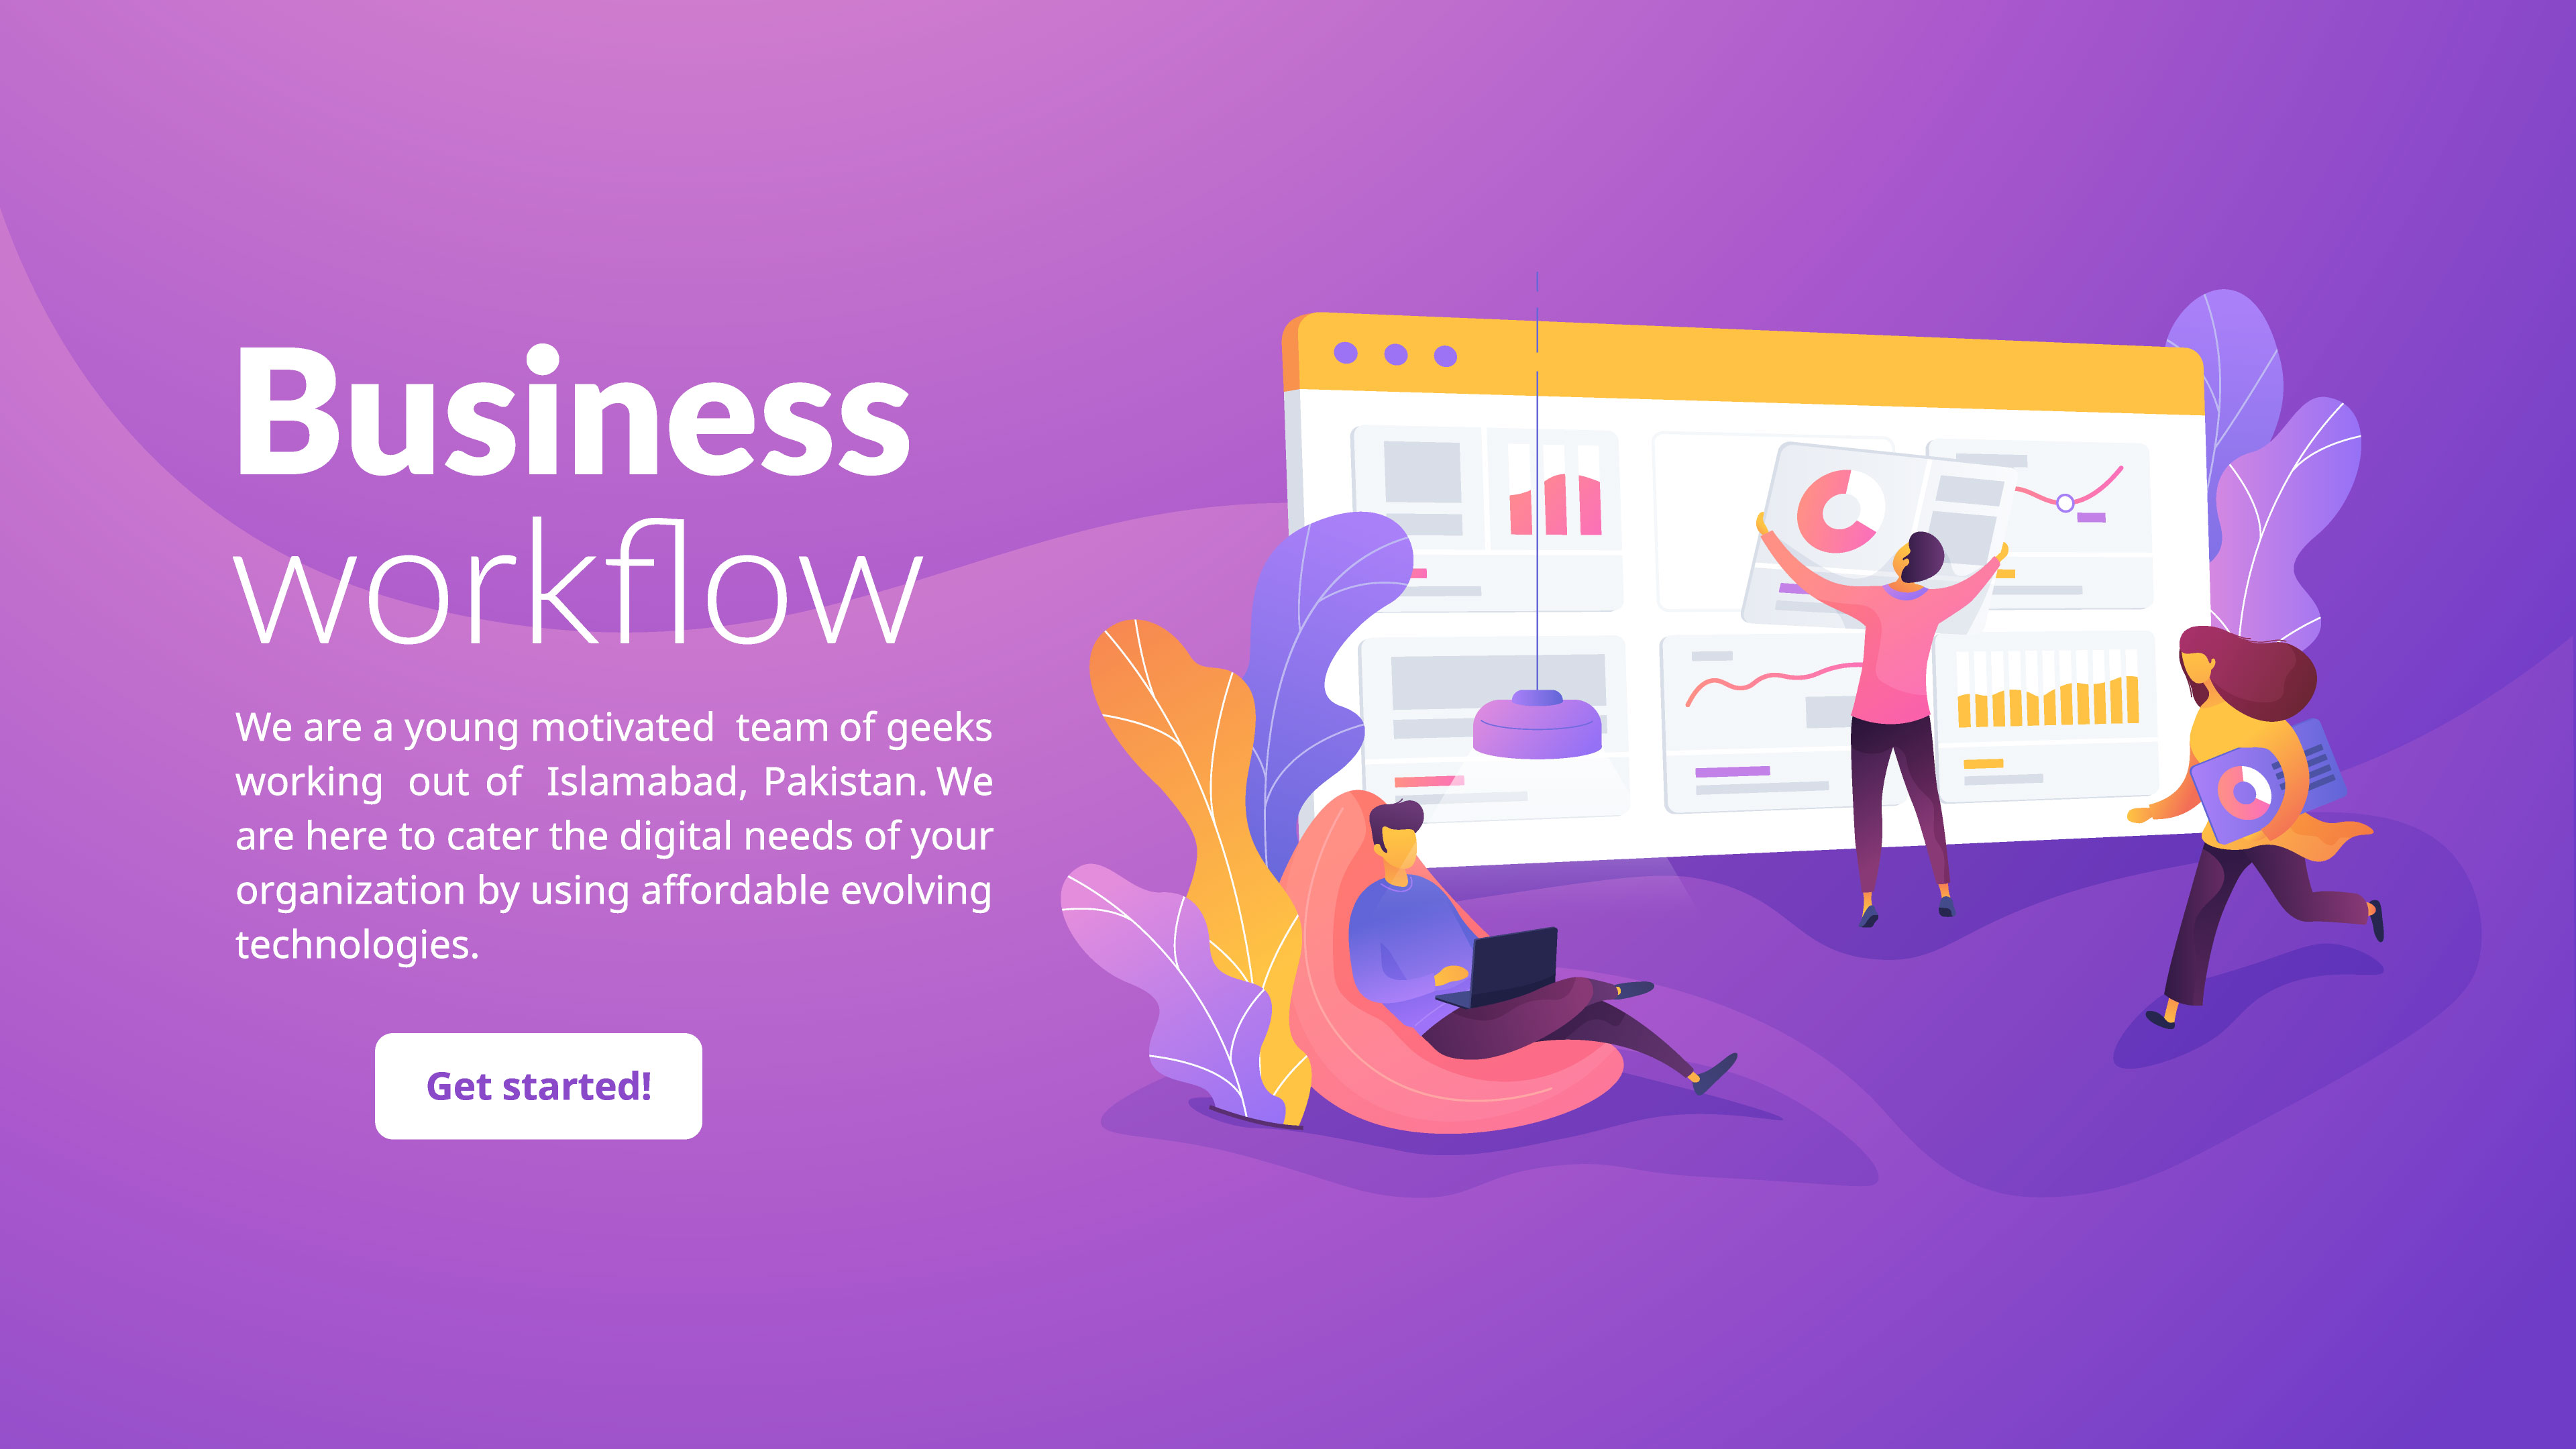 Business
workflow
We are a young motivated team of geeks
working out of Islamabad, Pakistan. We
are here to cater the digital needs of your
organization by using affordable evolving
technologies.
Get started!